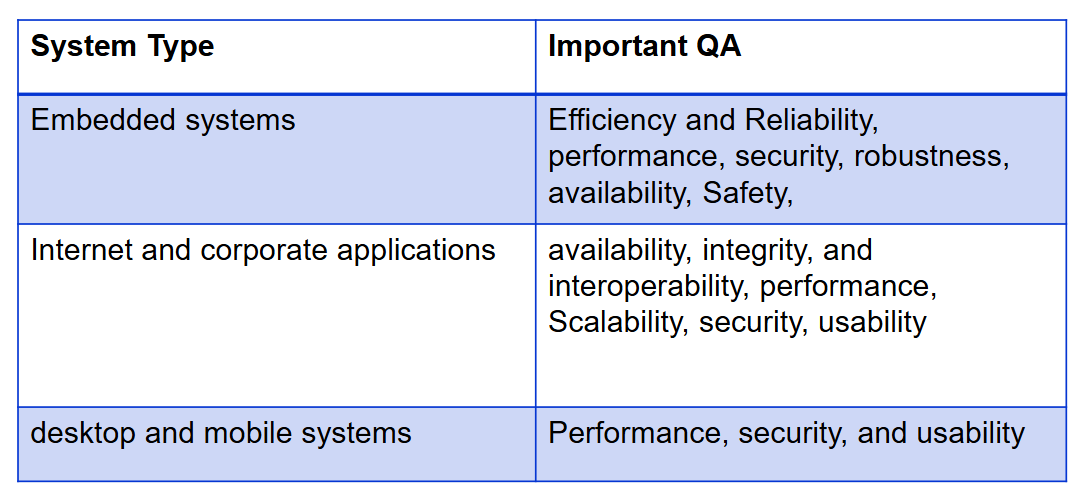 System Type
Important QA
Embedded systems
Efficiency and Reliability,
performance, security, robustness,
availability, Safety,
Internet and corporate applications
availability, integrity, and
interoperability, performance,
Scalability, security, usability
desktop and mobile systems
Performance, security, and usability